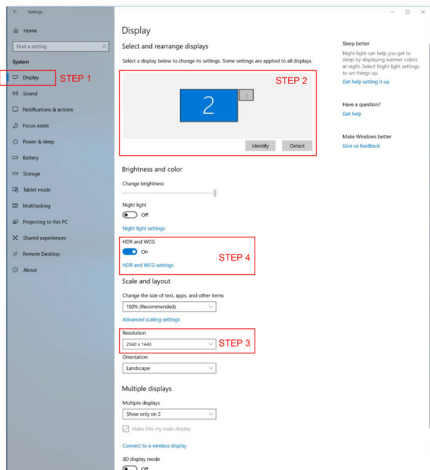 Settings
Home
Find a setting
System
Display
STEP 1
Sound
Notifications & actions
Focus assist
Power & sleep
Battery
Storage
Tablet mode
Multitasking
Projecting to this PC
Shared experiences
Remote Desktop
About
Display
Select and rearrange displays
Select a display below to change its settings. Some settings are applied to all displays.
STEP 2
2
1
Identify
Detect
Brightness and color
Change brightness
Night light
Off
Night light settings
HDR and WCG
On
STEP 4
HDR and WCG settings
Scale and layout
Change the size of text, apps, and other items
150% (Recommended)
Advanced scaling settings
Resolution
2560 x 1440
STEP 3
Orientation
Landscape
Multiple displays
Multiple displays
Show only on 2
Make this my main display
Connect to a wireless display
3D display mode
Off
Sleep better
Night light can help you get to
sleep by displaying warmer colors
at night. Select Night light settings
to set things up.
Get help setting it up
Have a question?
Get help
Make Windows better
Give us feedback